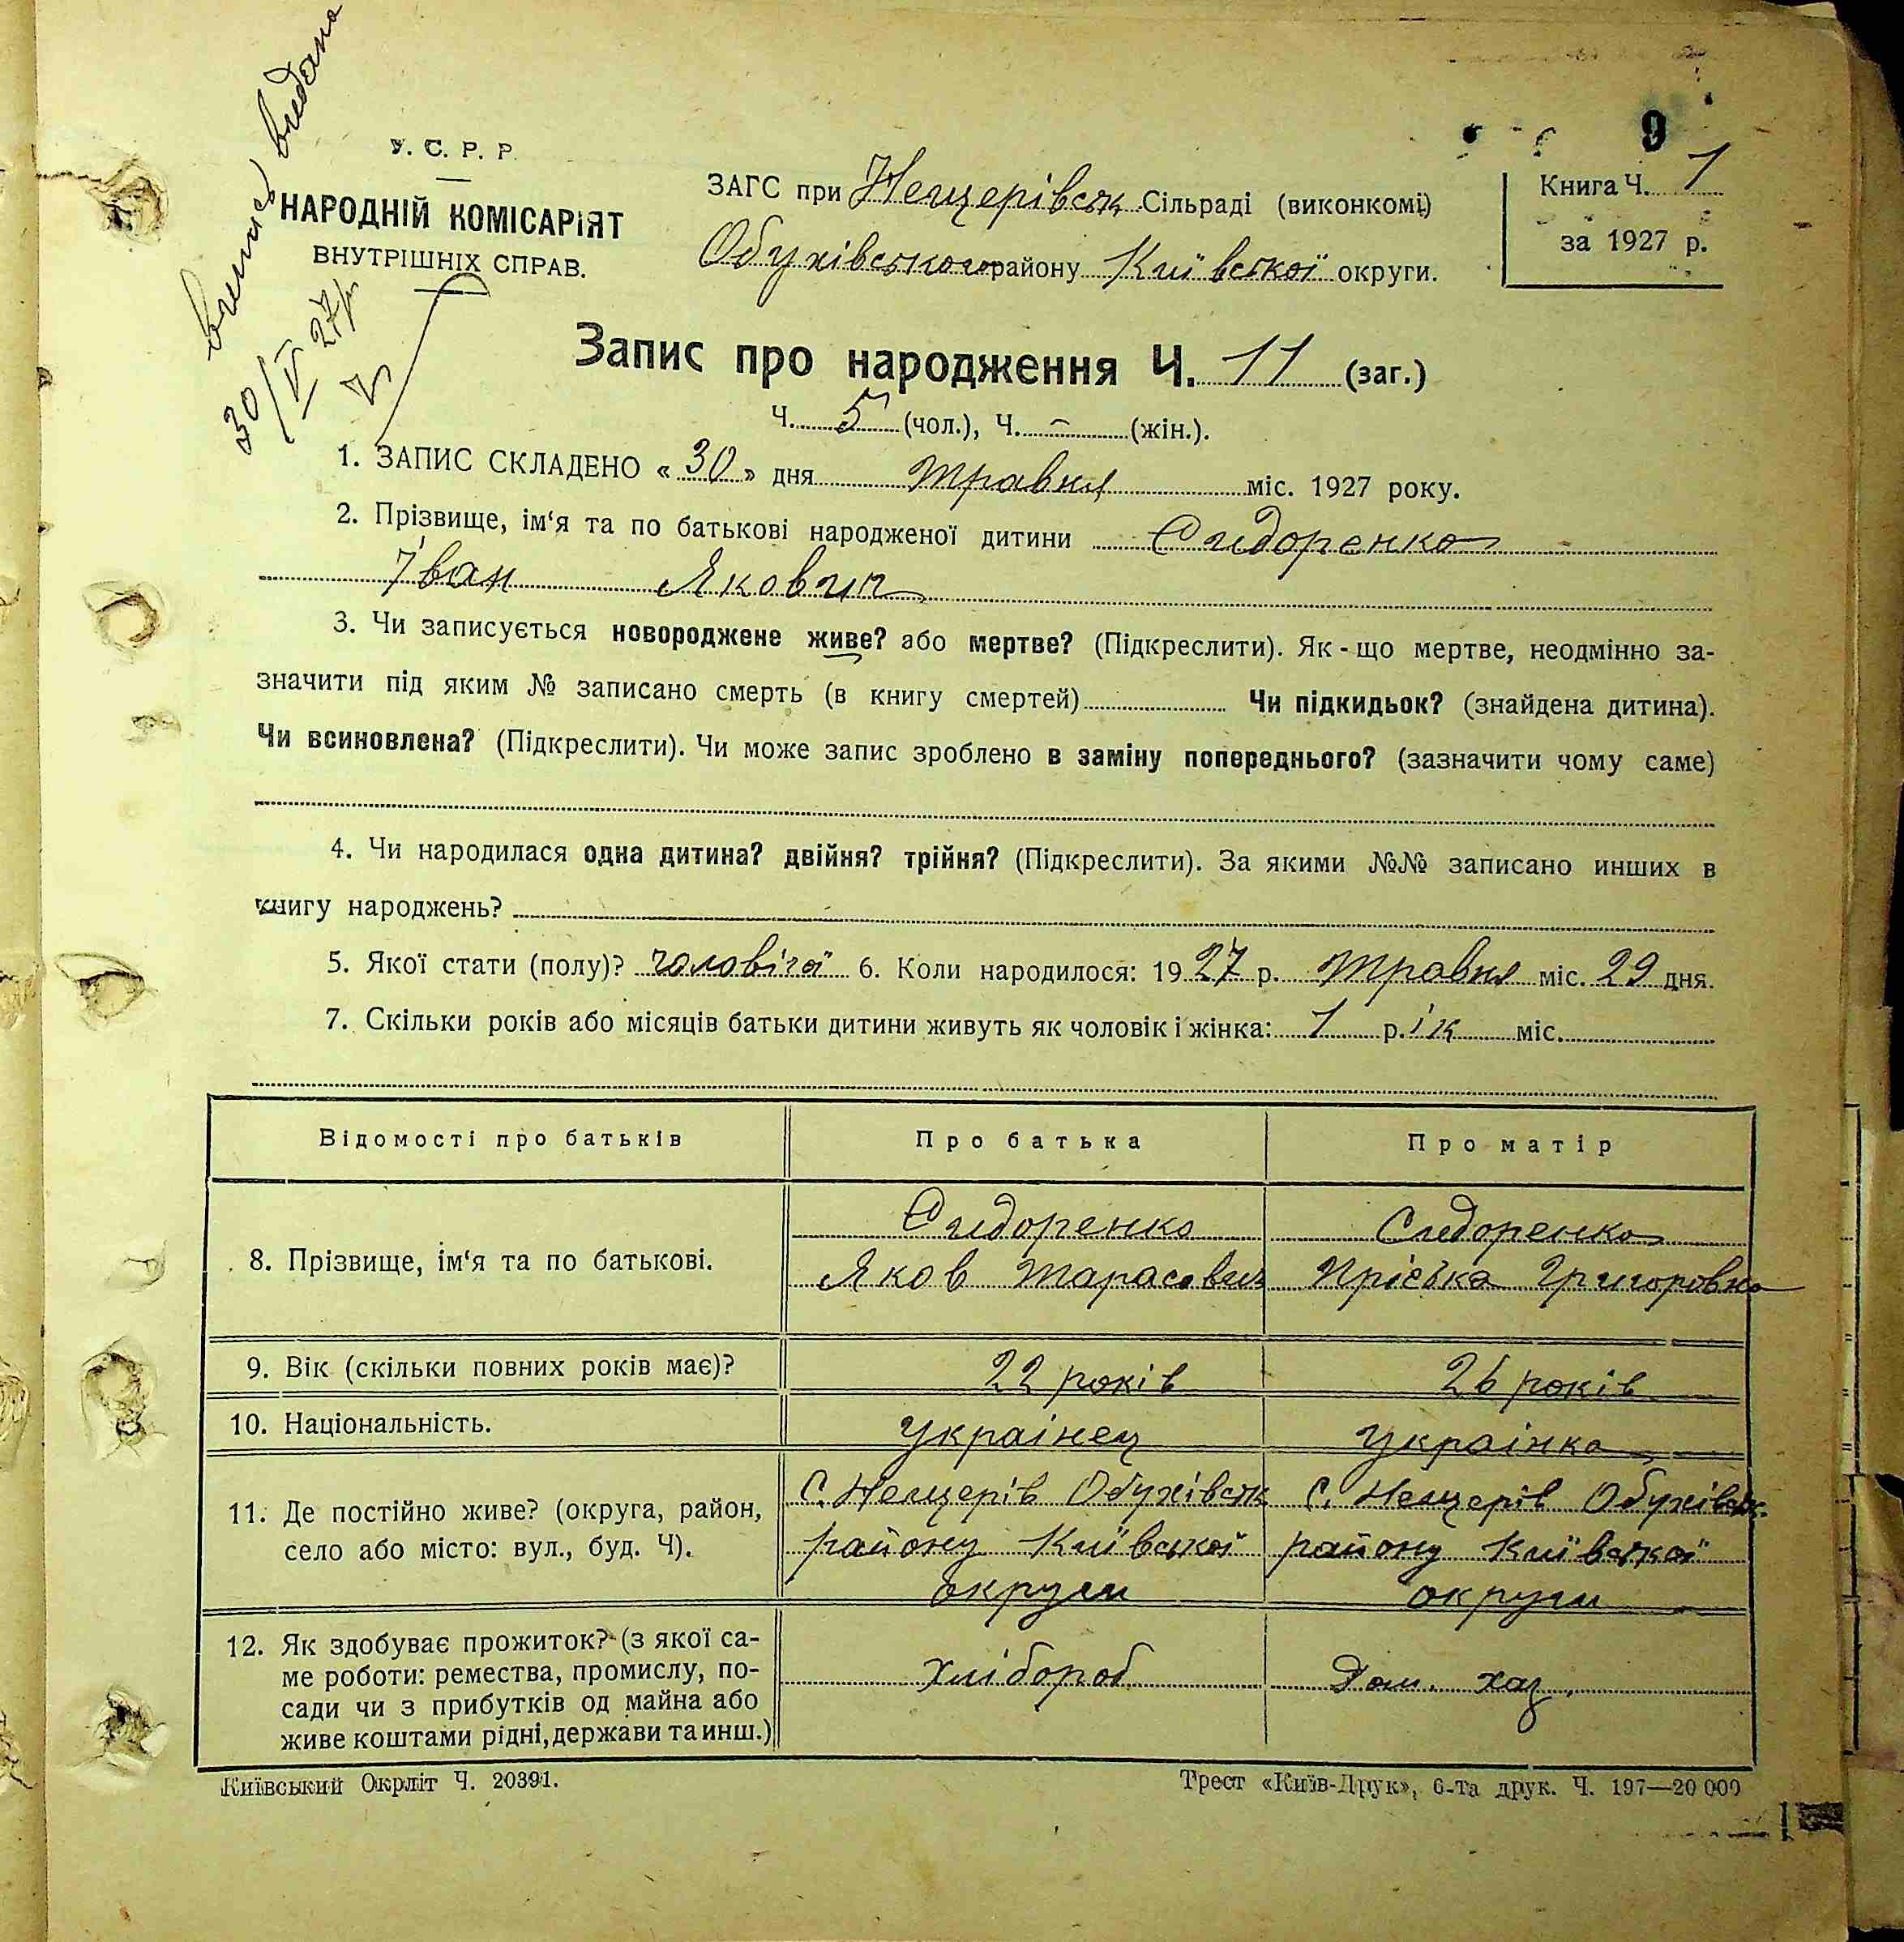 випись видана
30/V 27 р
9
У. С. Р. Р.
НАРОДНІЙ КОМІСАРІЯТ
ВНУТРІШНІХ СПРАВ.
ЗАГС при Нещерівськ Сільраді (виконкомі)
Обухівського району Київської округи.
Книга Ч. 1
за 1927 р.
Запис про народження Ч. 11 (заг.)
Ч. 5 (чол.), Ч. – (жін.).
1. ЗАПИС СКЛАДЕНО «30» дня травня міс. 1927 року.
2. Прізвище, ім‘я та по батькові народженої дитини Сидоренко
Іван Якович
3. Чи записується новороджене живе? або мертве? (Підкреслити). Як-що мертве, неодмінно за-
значити під яким № записано смерть (в книгу смертей) Чи підкидьок? (знайдена дитина).
Чи всиновлена? (Підкреслити). Чи може запис зроблено в заміну попереднього? (зазначити чому саме)
4. Чи народилася одна дитина? двійня? трійня? (Підкреслити). За якими №№ записано инших в
книгу народжень?
5. Якої стати (полу)? чоловічої 6. Коли народилося: 1927 р. травня міс. 29 дня.
7. Скільки років або місяців батьки дитини живуть як чоловік і жінка: 1 р.ік міс.
Відомості про батьків Про батька Про матір
8. Прізвище, ім‘я та по батькові.
Сидоренко
Яков Тарасович
Сидоренко
Пріська Григоровна
9. Вік (скільки повних років має)? 22 років 26 років
10. Національність. Українец Українка
11. Де постійно живе? (округа, район,
село або місто: вул., буд. Ч).
С. Нещерів Обухівськ
району Київської
округи
С. Нещерів Обухівськ.
району Київської
округи
12. Як здобуває прожиток? (з якої са-
ме роботи: ремества, промислу, по-
сади чи з прибутків од майна або
живе коштами рідні, держави та инш.)
хлібороб
Дом. хаз.
Київський Окрліт Ч. 20391.
Трест «Київ-Друк», 6-та друк. Ч. 197—20 000